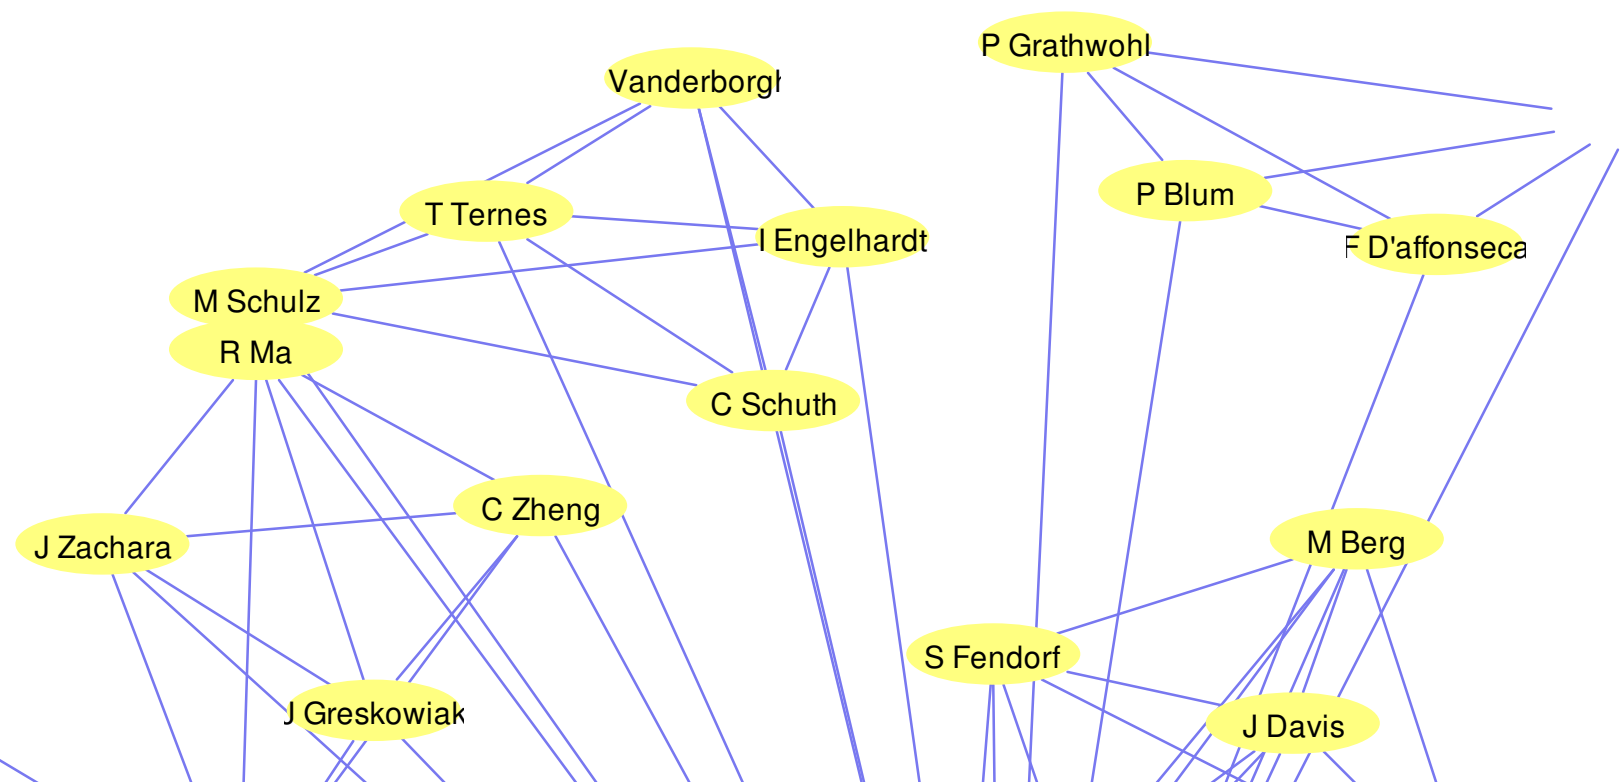 P Grathwohl
Vanderborgh
P Blum
T Ternes
I Engelhardt
F D'affonseca
M Schulz
R Ma
C Schuth
C Zheng
M Berg
J Zachara
S Fendorf
J Greskowiak
J Davis